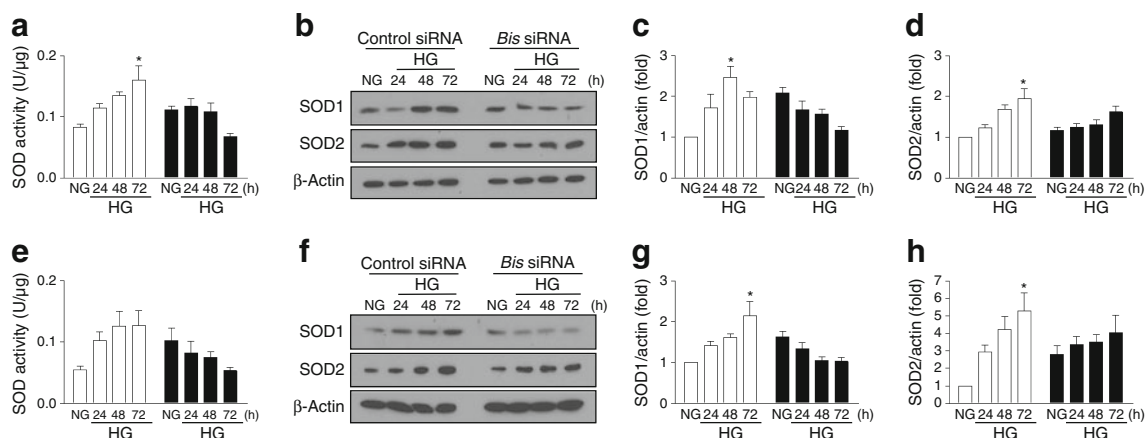 a
SOD activity (U/µg)
0.2
0.1
0.0
*
NG 24 48 72 NG 24 48 72 (h)
HG HG
b
Control siRNA Bis siRNA
HG HG
NG 24 48 72 NG 24 48 72 (h)
SOD1
SOD2
β-Actin
c
SOD1/actin (fold)
3
2
1
0
*
NG 24 48 72 NG 24 48 72 (h)
HG HG
d
SOD2/actin (fold)
3
2
1
0
*
NG 24 48 72 NG 24 48 72 (h)
HG HG
e
SOD activity (U/µg)
0.2
0.1
0.0
NG 24 48 72 NG 24 48 72 (h)
HG HG
f
Control siRNA Bis siRNA
HG HG
NG 24 48 72 NG 24 48 72 (h)
SOD1
SOD2
β-Actin
g
SOD1/actin (fold)
3
2
1
0
*
NG 24 48 72 NG 24 48 72 (h)
HG HG
h
SOD2/actin (fold)
7
6
5
4
3
2
1
0
*
NG 24 48 72 NG 24 48 72 (h)
HG HG